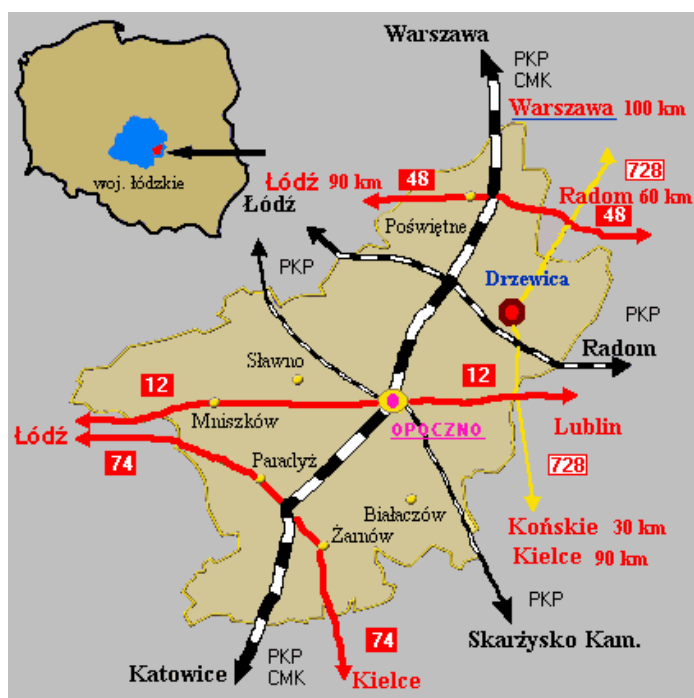 Warszawa
PKP
CMK
Warszawa 100 km
woj. łódzkie
Łódź 90 km
48
728
Radom 60 km
48
Łódź
Poświętne
PKP
Drzewica
PKP
Radom
Sławno
12
12
Mniszków
OPOCZNO
Lublin
Łódź
74
Paradyż
728
Białaczów
Końskie 30 km
Żarnów
Kielce 90 km
PKP
74
Skarżysko Kam.
Katowice
PKP
CMK
Kielce